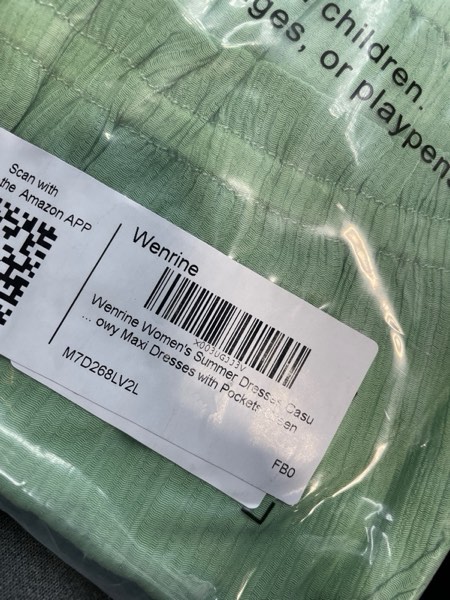 children.
ges, or playpen
Scan with
the Amazon APP
Wenrine
Wenrine Women's Summer Dresses Casu
... owy Maxi Dresses with Pockets
M7D268LV2L
FB0